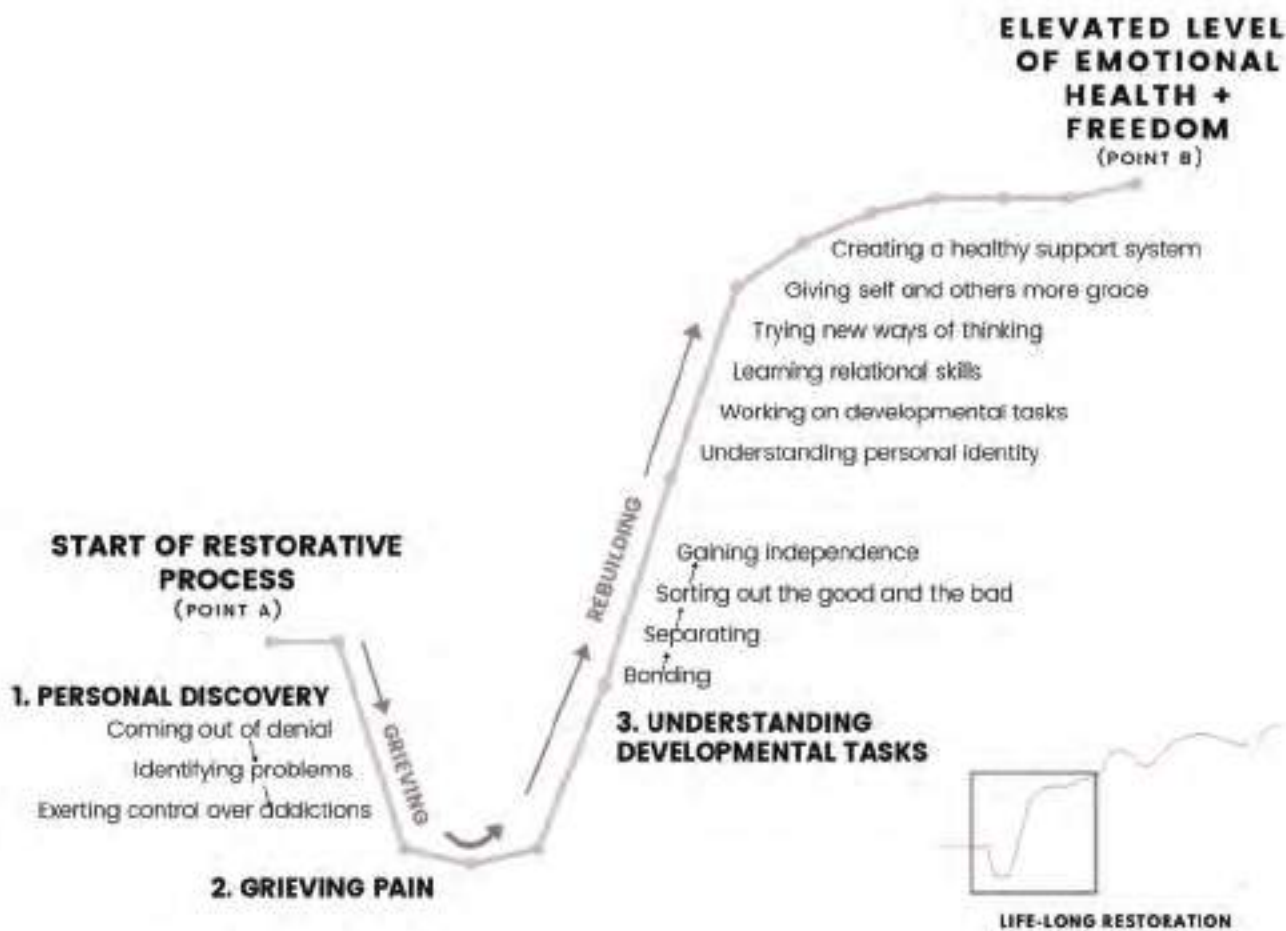 ELEVATED LEVEL
OF EMOTIONAL
HEALTH +
FREEDOM
(POINT B)
Creating a healthy support system
Giving self and others more grace
Trying new ways of thinking
Learning relational skills
Working on developmental tasks
Understanding personal identity
REBUILDING
Gaining independence
Sorting out the good and the bad
Separating
Bonding
3. UNDERSTANDING
DEVELOPMENTAL TASKS
START OF RESTORATIVE
PROCESS
(POINT A)
1. PERSONAL DISCOVERY
Coming out of denial
Identifying problems
Exerting control over addictions
GRIEVING
2. GRIEVING PAIN
LIFE-LONG RESTORATION